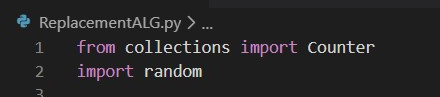 ReplacementALG.py > ...
1 from collections import Counter
2 import random
3